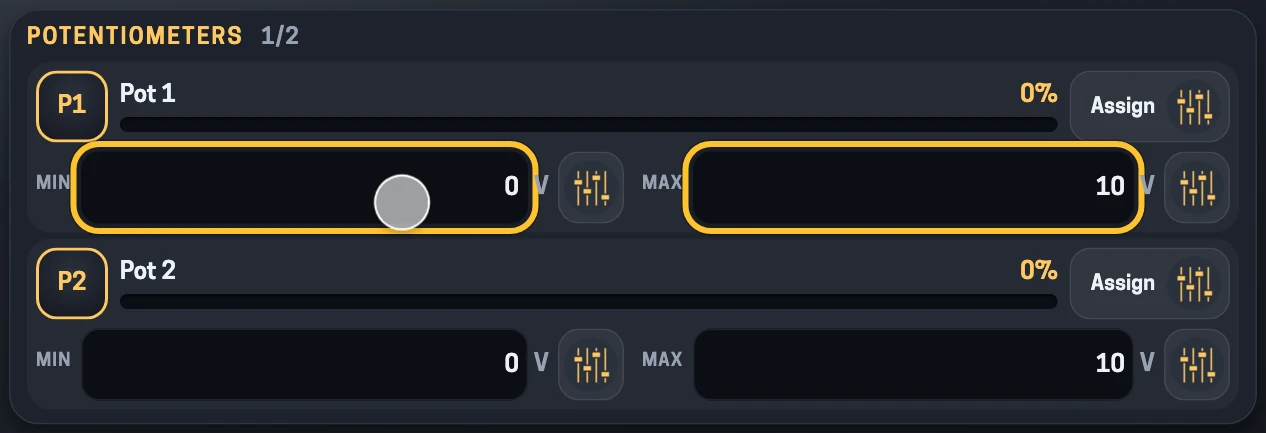 POTENTIOMETERS 1/2
P1 Pot 1 0% Assign
MIN 0 V MAX 10 V
P2 Pot 2 0% Assign
MIN 0 V MAX 10 V